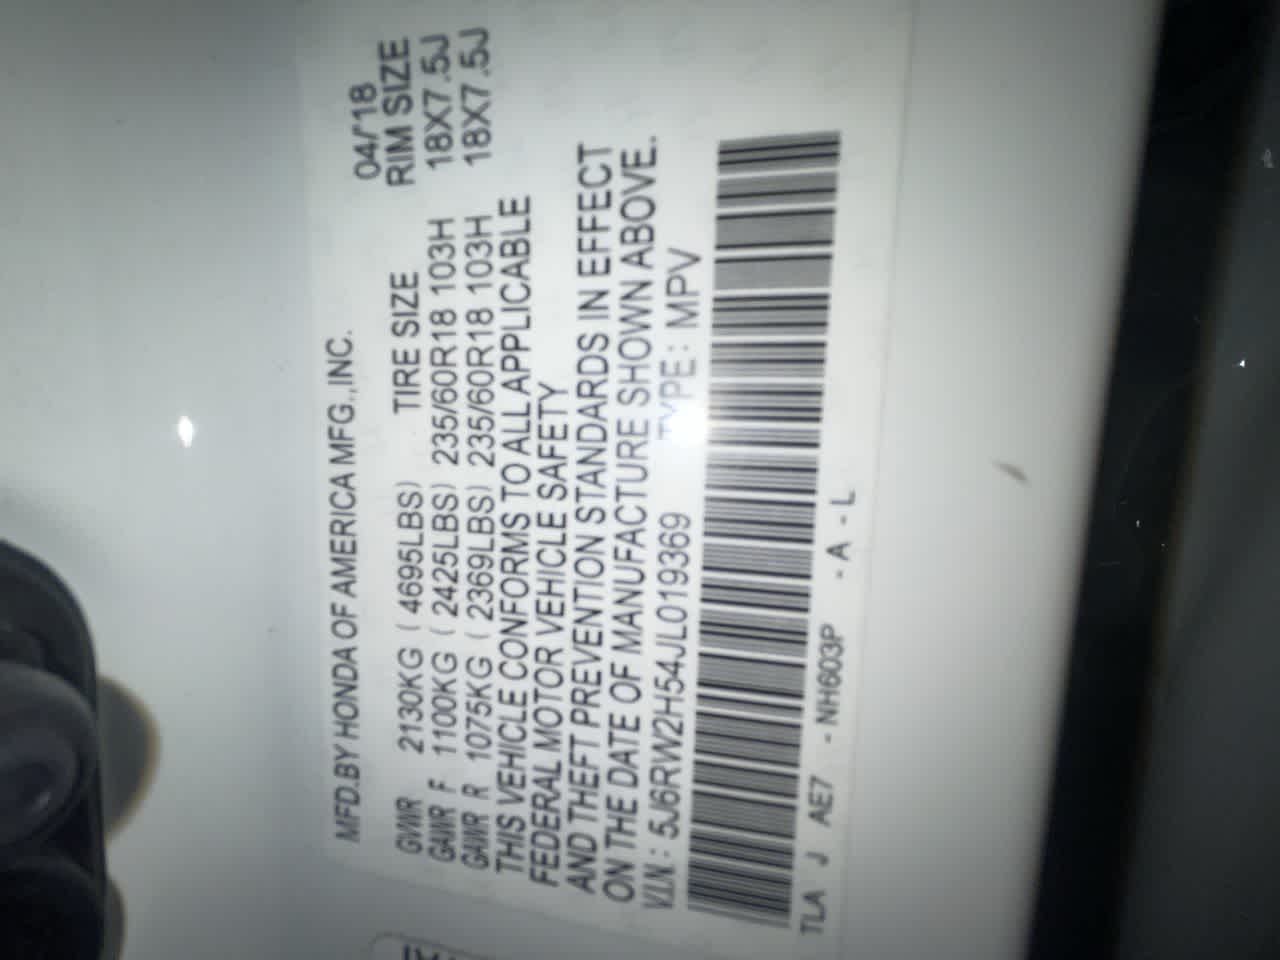 MFD.BY HONDA OF AMERICA MFG.,INC.
04/'18
TIRE SIZE RIM SIZE
GVWR 2130KG ( 4695LBS)
GAWR F 1100KG ( 2425LBS) 235/60R18 103H 18X7.5J
GAWR R 1075KG ( 2369LBS) 235/60R18 103H 18X7.5J
THIS VEHICLE CONFORMS TO ALL APPLICABLE
FEDERAL MOTOR VEHICLE SAFETY
AND THEFT PREVENTION STANDARDS IN EFFECT
ON THE DATE OF MANUFACTURE SHOWN ABOVE.
V.I.N.: 5J6RW2H54JL019369 TYPE: MPV
TLA J AE7 -NH603P -A-L